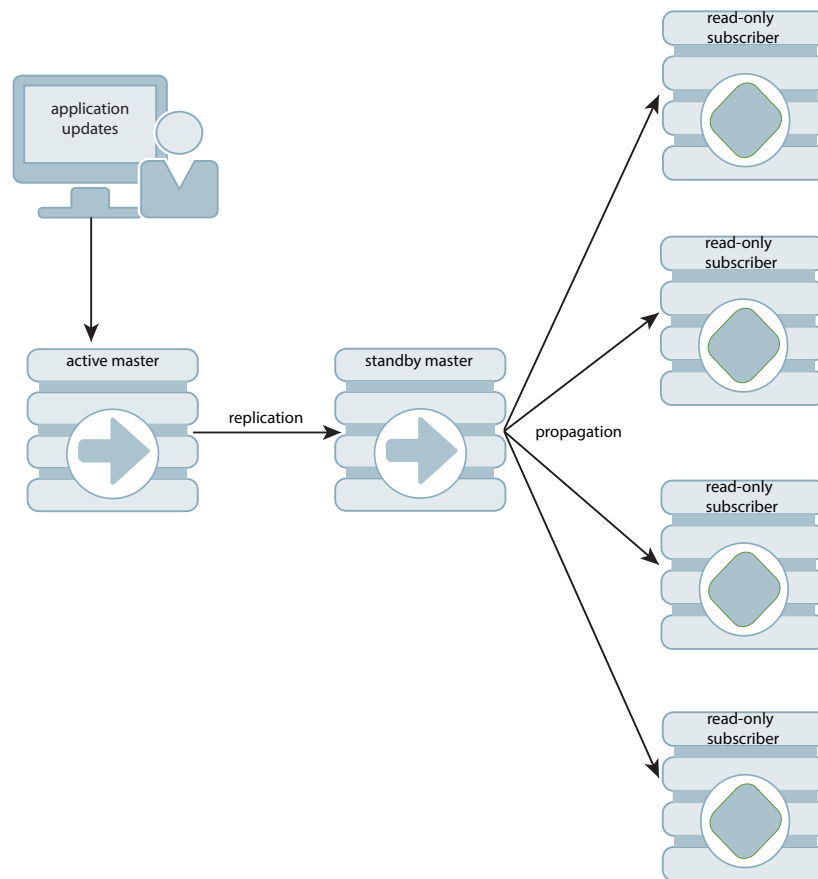 read-only
subscriber
application
updates
read-only
subscriber
active master
standby master
replication
propagation
read-only
subscriber
read-only
subscriber